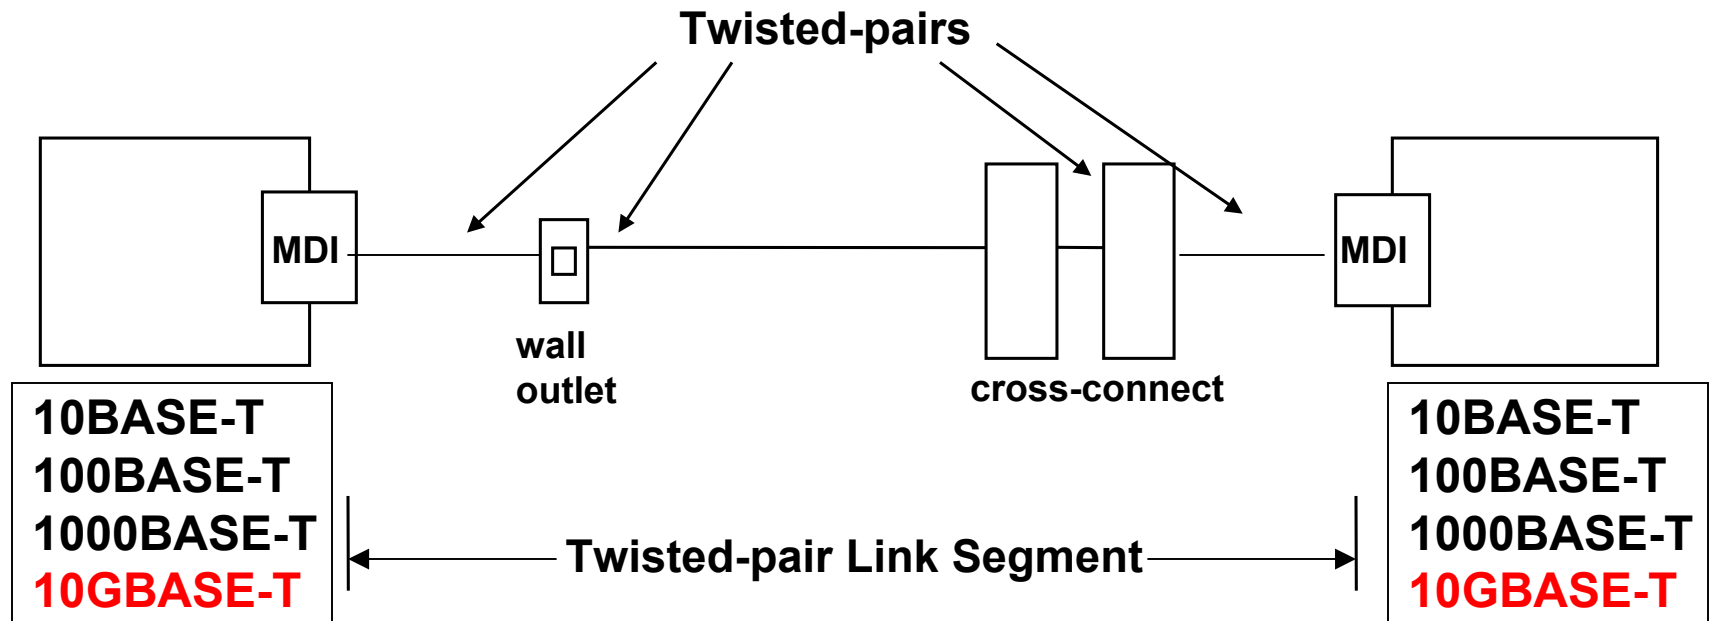 Twisted-pairs
MDI
MDI
wall
outlet
cross-connect
10BASE-T
100BASE-T
1000BASE-T
10GBASE-T
Twisted-pair Link Segment
10BASE-T
100BASE-T
1000BASE-T
10GBASE-T